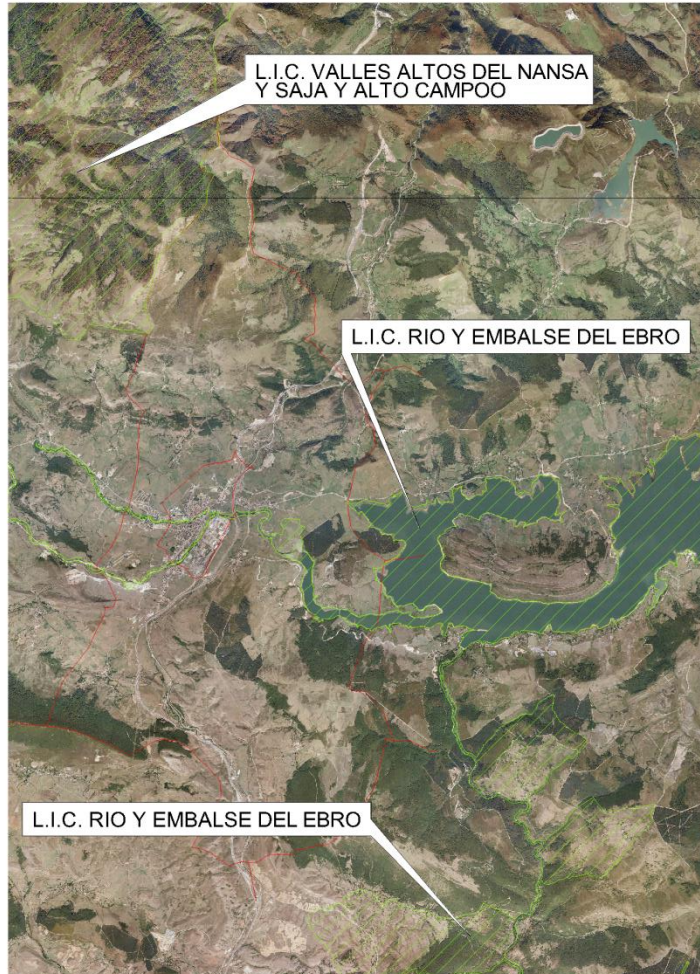 L.I.C. VALLES ALTOS DEL NANSA
Y SAJA Y ALTO CAMPOO
L.I.C. RIO Y EMBALSE DEL EBRO
L.I.C. RIO Y EMBALSE DEL EBRO